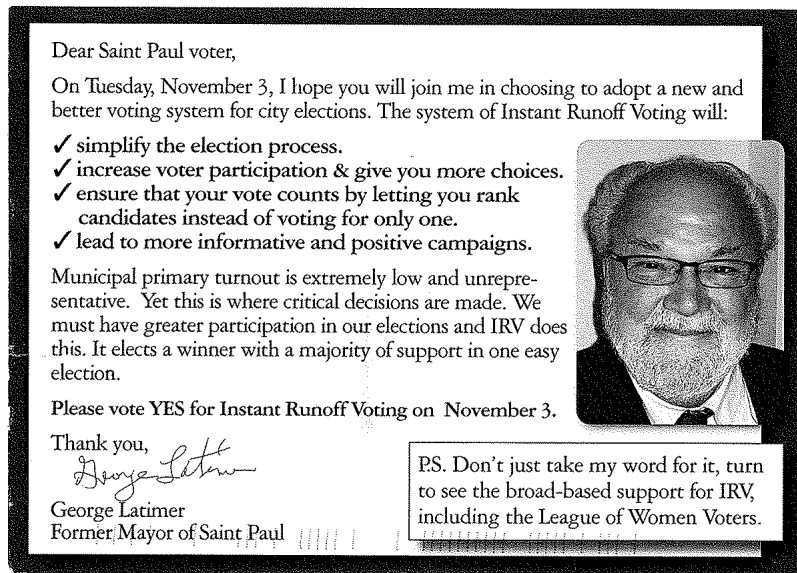 Dear Saint Paul voter,
On Tuesday, November 3, I hope you will join me in choosing to adopt a new and
better voting system for city elections. The system of Instant Runoff Voting will:
✓ simplify the election process.
✓ increase voter participation & give you more choices.
✓ ensure that your vote counts by letting you rank
candidates instead of voting for only one.
✓ lead to more informative and positive campaigns.
Municipal primary turnout is extremely low and unrepre-
sentative. Yet this is where critical decisions are made. We
must have greater participation in our elections and IRV does
this. It elects a winner with a majority of support in one easy
election.
Please vote YES for Instant Runoff Voting on November 3.
Thank you,
George Latimer
George Latimer
Former Mayor of Saint Paul
P.S. Don't just take my word for it, turn
to see the broad-based support for IRV,
including the League of Women Voters.